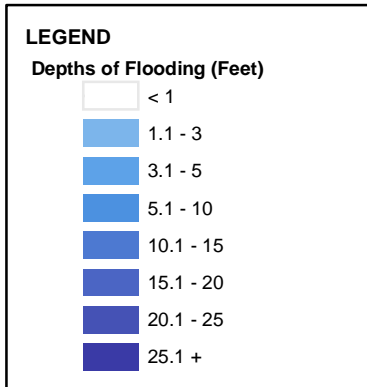 LEGEND
Depths of Flooding (Feet)
< 1
1.1 - 3
3.1 - 5
5.1 - 10
10.1 - 15
15.1 - 20
20.1 - 25
25.1 +